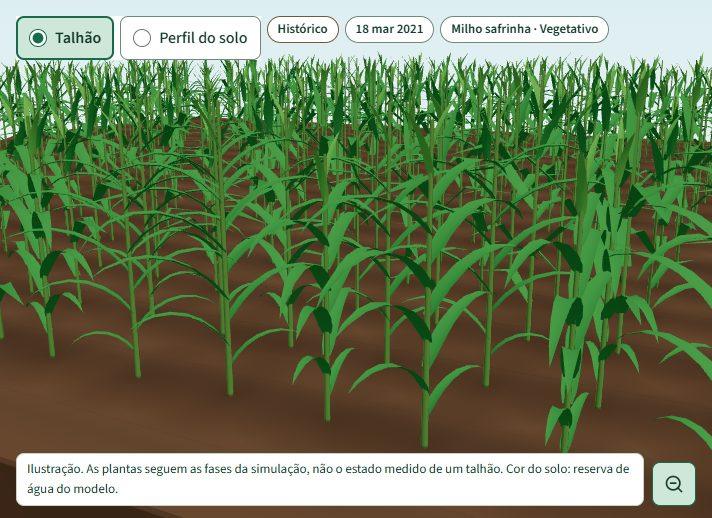 Talhão
Perfil do solo
Histórico
18 mar 2021
Milho safrinha · Vegetativo
Ilustração. As plantas seguem as fases da simulação, não o estado medido de um talhão. Cor do solo: reserva de
água do modelo.